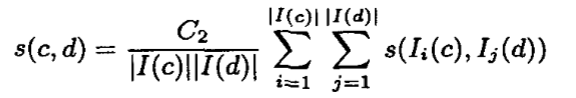 s(c, d) = \frac{C_2}{|I(c)||I(d)|} \sum_{i=1}^{|I(c)|} \sum_{j=1}^{|I(d)|} s(I_i(c), I_j(d))